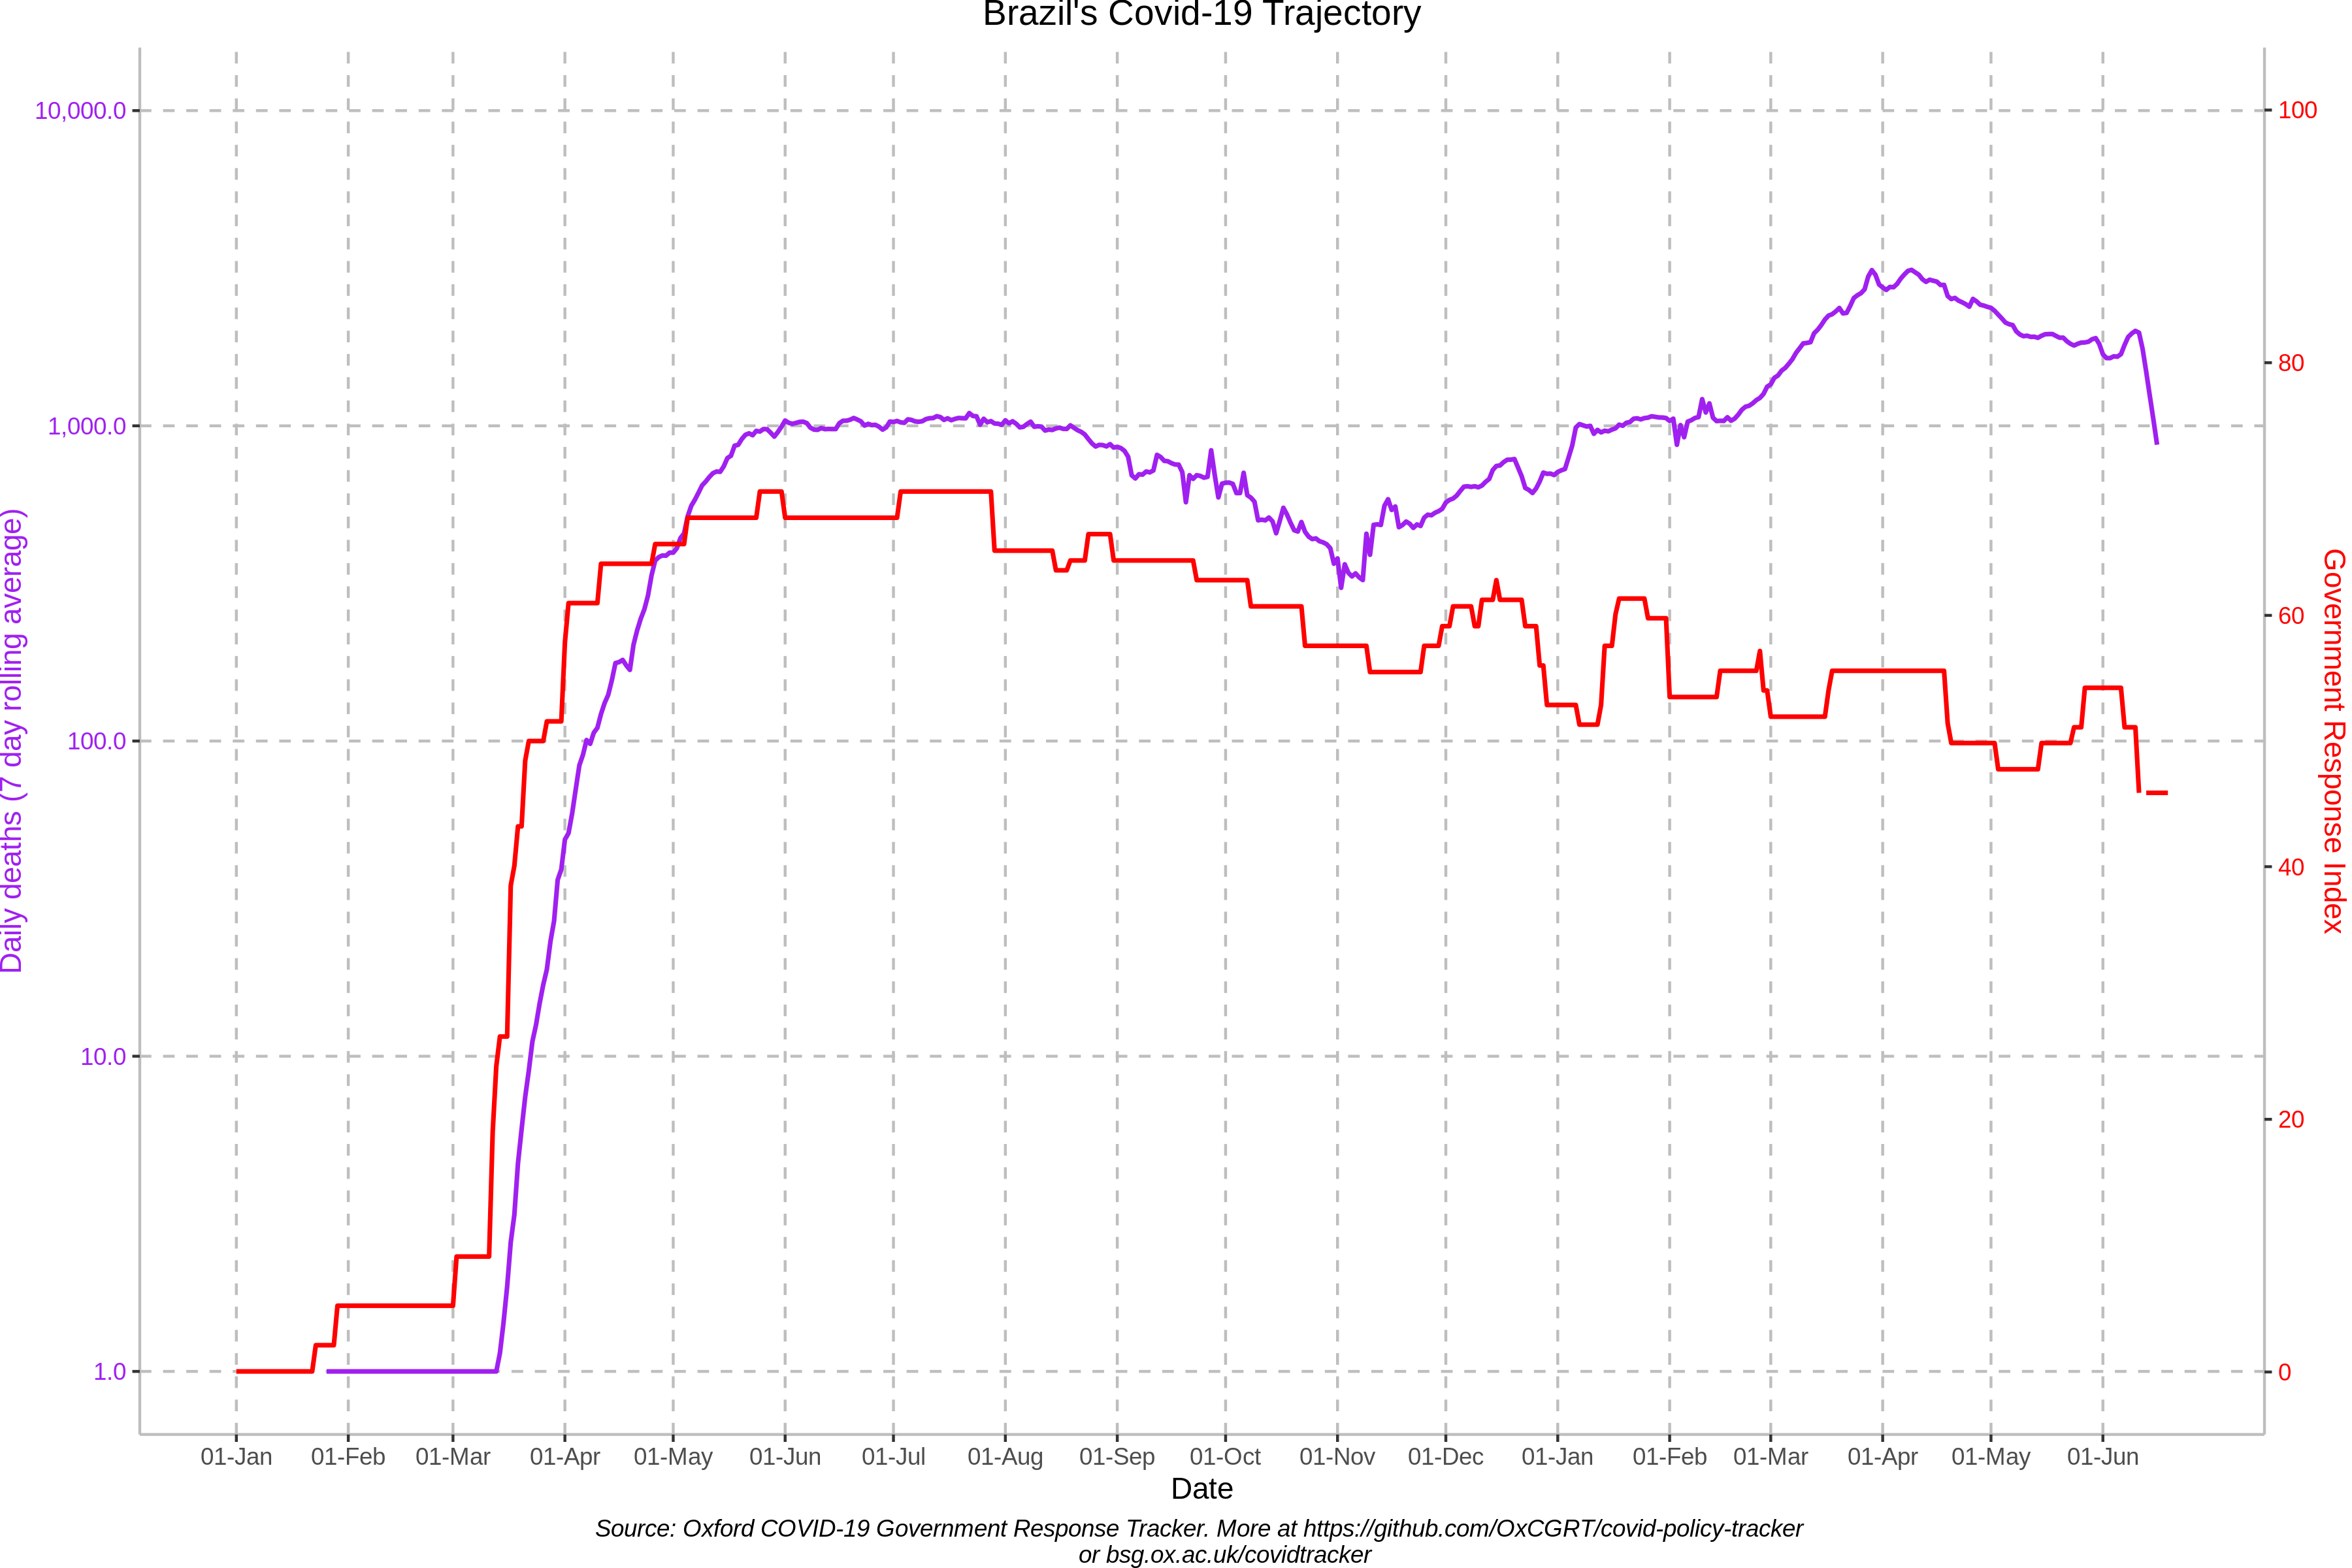 Brazil's Covid-19 Trajectory
Daily deaths (7 day rolling average)
10,000.0
1,000.0
100.0
10.0
1.0
100
80
60
40
20
0
Government Response Index
01-Jan 01-Feb 01-Mar 01-Apr 01-May 01-Jun 01-Jul 01-Aug 01-Sep 01-Oct 01-Nov 01-Dec 01-Jan 01-Feb 01-Mar 01-Apr 01-May 01-Jun
Date
Source: Oxford COVID-19 Government Response Tracker. More at https://github.com/OxCGRT/covid-policy-tracker
or bsg.ox.ac.uk/covidtracker